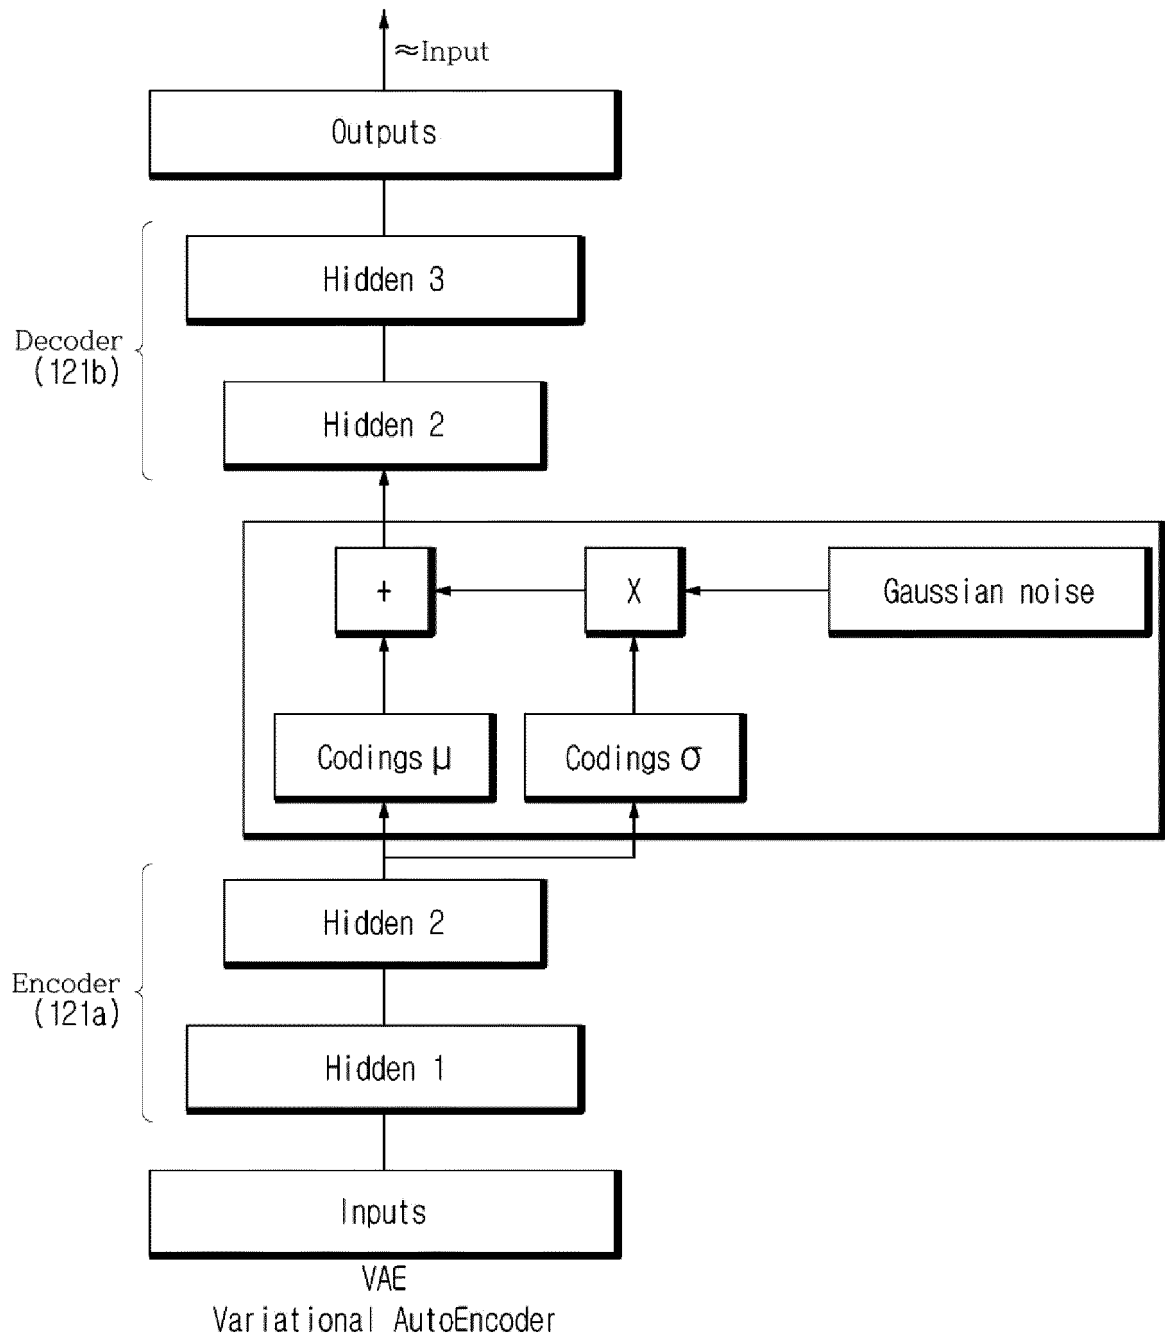 ≈Input
Outputs
Hidden 3
Decoder
(121b)
Hidden 2
+
X
Gaussian noise
Codings μ
Codings σ
Hidden 2
Encoder
(121a)
Hidden 1
Inputs
VAE
Variational AutoEncoder